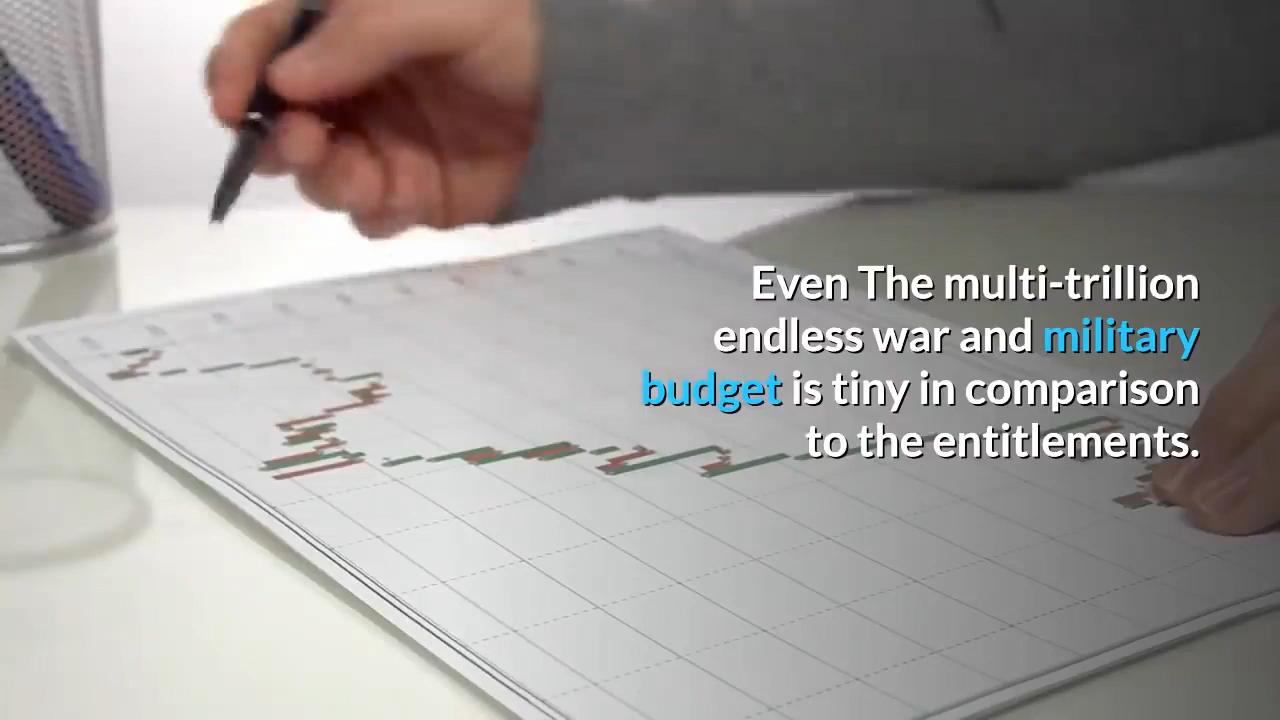 Even The multi-trillion
endless war and military
budget is tiny in comparison
to the entitlements.